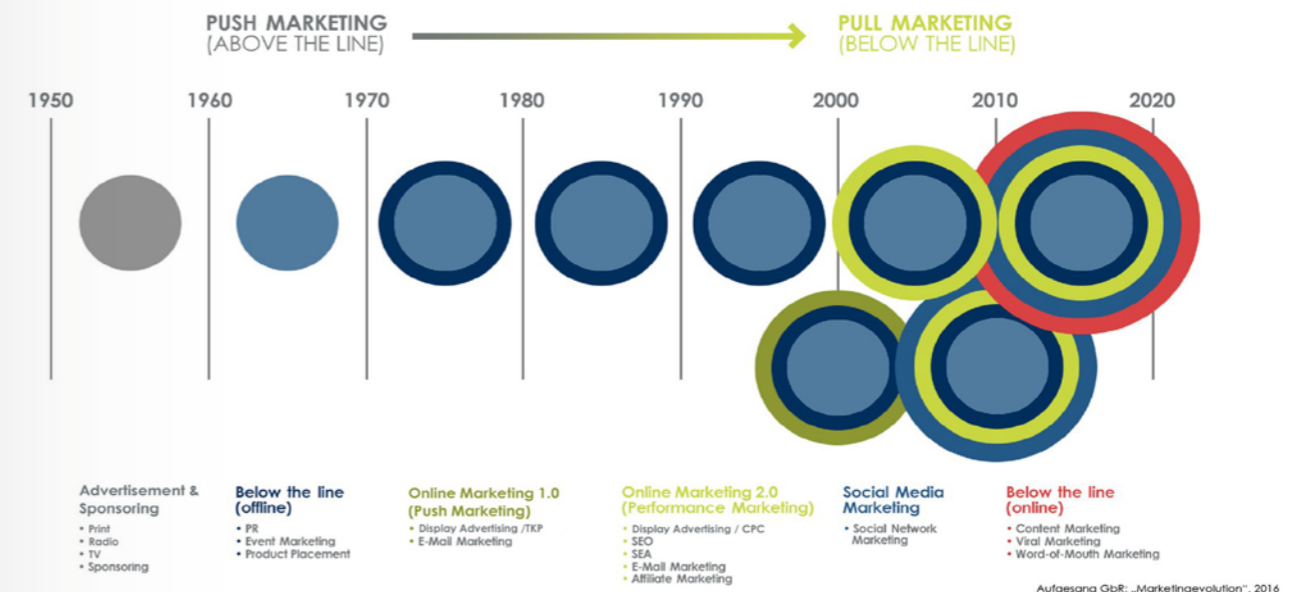 PUSH MARKETING
(ABOVE THE LINE)
PULL MARKETING
(BELOW THE LINE)
1950
1960
1970
1980
1990
2000
2010
2020
Advertisement &
Sponsoring
• Print
• Radio
• TV
• Sponsoring
Below the line
(offline)
• PR
• Event Marketing
• Product Placement
Online Marketing 1.0
(Push Marketing)
• Display Advertising /TKP
• E-Mail Marketing
Online Marketing 2.0
(Performance Marketing)
• Display Advertising / CPC
• SEO
• SEA
• E-Mail Marketing
• Affiliate Marketing
Social Media
Marketing
• Social Network
Marketing
Below the line
(online)
• Content Marketing
• Viral Marketing
• Word-of-Mouth Marketing
Aufgesang GbR: „Marketingevolution", 2016